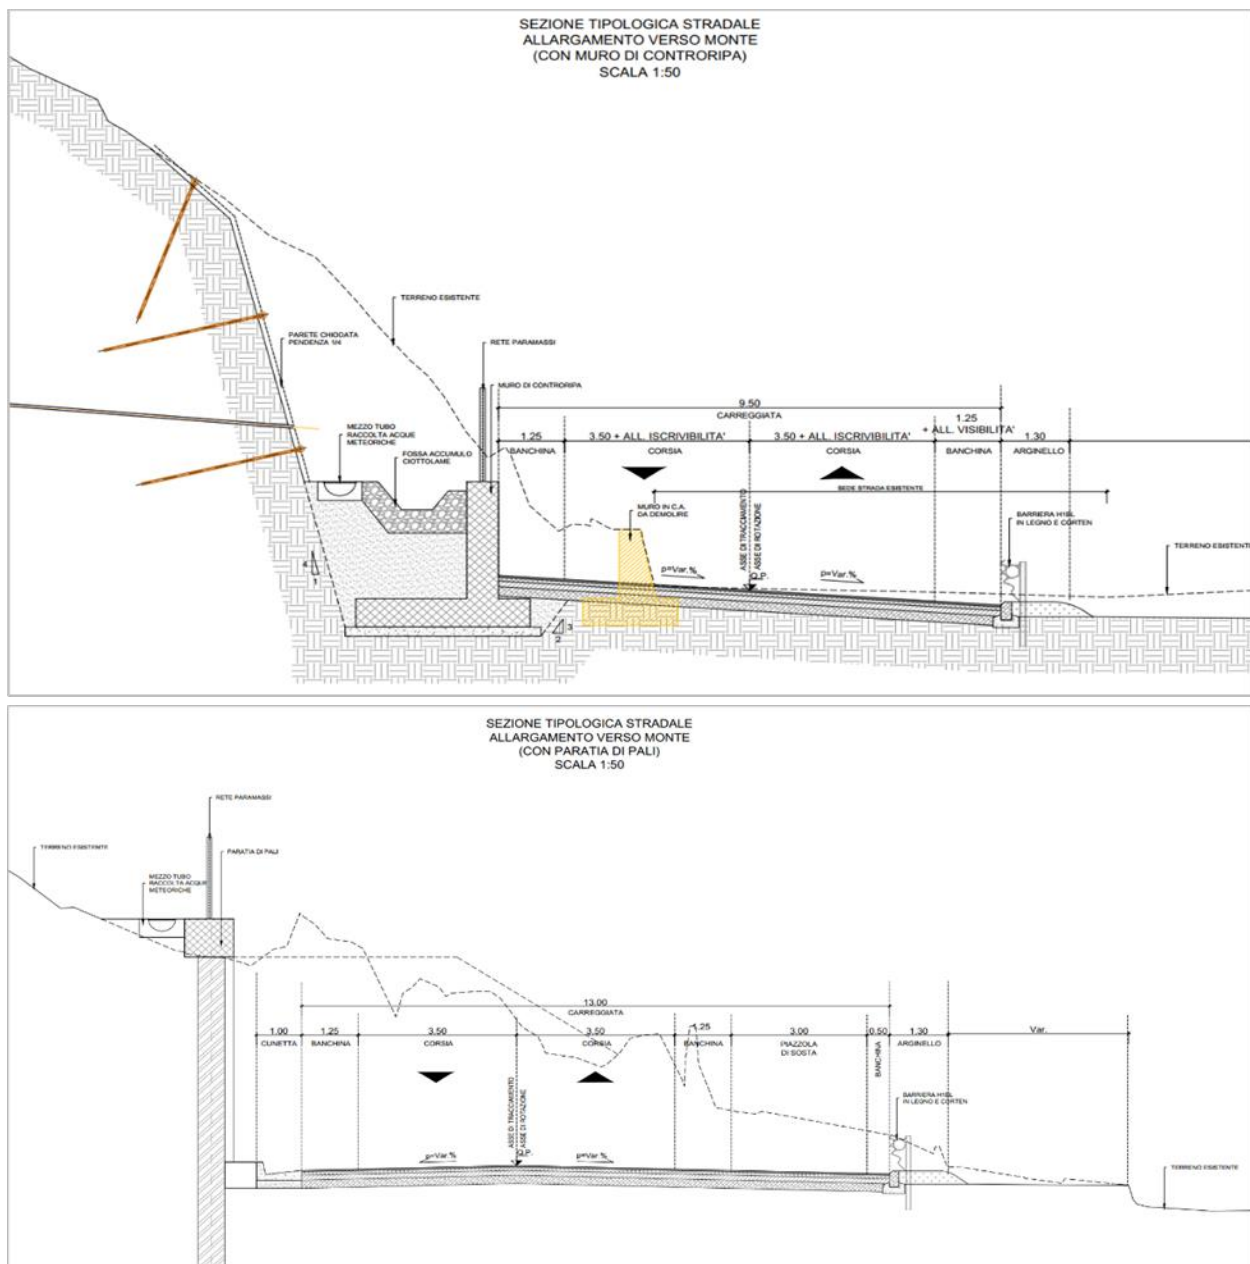 SEZIONE TIPOLOGICA STRADALE
ALLARGAMENTO VERSO MONTE
(CON MURO DI CONTRORIPA)
SCALA 1:50
TERRENO ESISTENTE
PARETE CHIODATA
PENDENZA 1/4
RETE PARAMASSI
MURO DI CONTRORIPA
MEZZO TUBO
RACCOLTA ACQUE
METEORICHE
FOSSA ACCUMULO
CIOTTOLAME
9.50
CARREGGIATA
1.25
BANCHINA
3.50 + ALL. ISCRIVIBILITA'
CORSIA
3.50 + ALL. ISCRIVIBILITA'
CORSIA
1.25
+ ALL. VISIBILITA'
BANCHINA
1.30
ARGINELLO
SEDE STRADA ESISTENTE
MURO IN C.A.
DA DEMOLIRE
ASSE DI TRACCIAMENTO
ASSE DI ROTAZIONE
BARRIERA H1BL
IN LEGNO E CORTEN
TERRENO ESISTENTE
p=Var.%
Q.P.
p=Var.%
4
1
3
2
SEZIONE TIPOLOGICA STRADALE
ALLARGAMENTO VERSO MONTE
(CON PARATIA DI PALI)
SCALA 1:50
RETE PARAMASSI
TERRENO ESISTENTE
PARATIA DI PALI
MEZZO TUBO
RACCOLTA ACQUE
METEORICHE
13.00
CARREGGIATA
1.00
CUNETTA
1.25
BANCHINA
3.50
CORSIA
3.50
CORSIA
1.25
BANCHINA
3.00
PIAZZOLA
DI SOSTA
0.50
BANCHINA
1.30
ARGINELLO
Var.
ASSE DI TRACCIAMENTO
ASSE DI ROTAZIONE
BARRIERA H1BL
IN LEGNO E CORTEN
p=Var.%
Q.P.
p=Var.%
TERRENO ESISTENTE